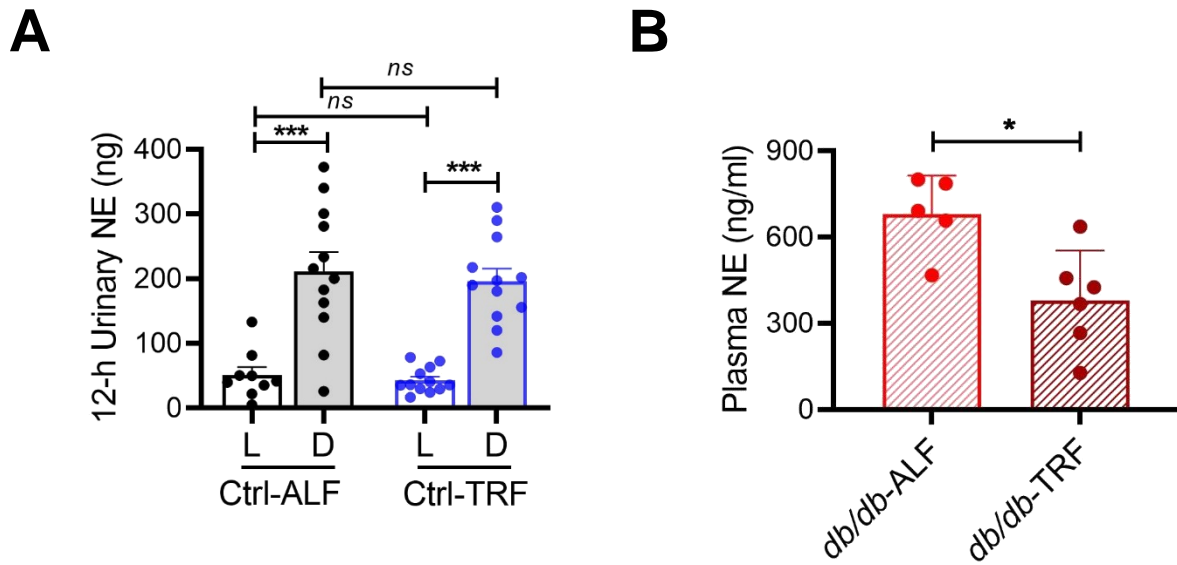 A
ns
ns
***
***
12-h Urinary NE (ng)
400
300
200
100
0
L D L D
Ctrl-ALF Ctrl-TRF
B
*
Plasma NE (ng/ml)
900
600
300
0
db/db-ALF
db/db-TRF